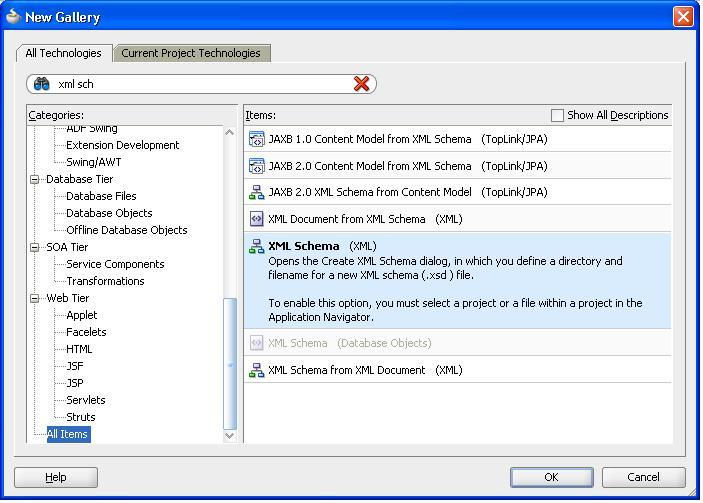 New Gallery
All Technologies
Current Project Technologies
xml sch
Categories:
ADF Swing
Extension Development
Swing/AWT
Database Tier
Database Files
Database Objects
Offline Database Objects
SOA Tier
Service Components
Transformations
Web Tier
Applet
Facelets
HTML
JSF
JSP
Servlets
Struts
All Items
Items:
Show All Descriptions
JAXB 1.0 Content Model from XML Schema (TopLink/JPA)
JAXB 2.0 Content Model from XML Schema (TopLink/JPA)
JAXB 2.0 XML Schema from Content Model (TopLink/JPA)
XML Document from XML Schema (XML)
XML Schema (XML)
Opens the Create XML Schema dialog, in which you define a directory and
filename for a new XML schema (.xsd ) file.
To enable this option, you must select a project or a file within a project in the
Application Navigator.
XML Schema (Database Objects)
XML Schema from XML Document (XML)
Help
OK
Cancel